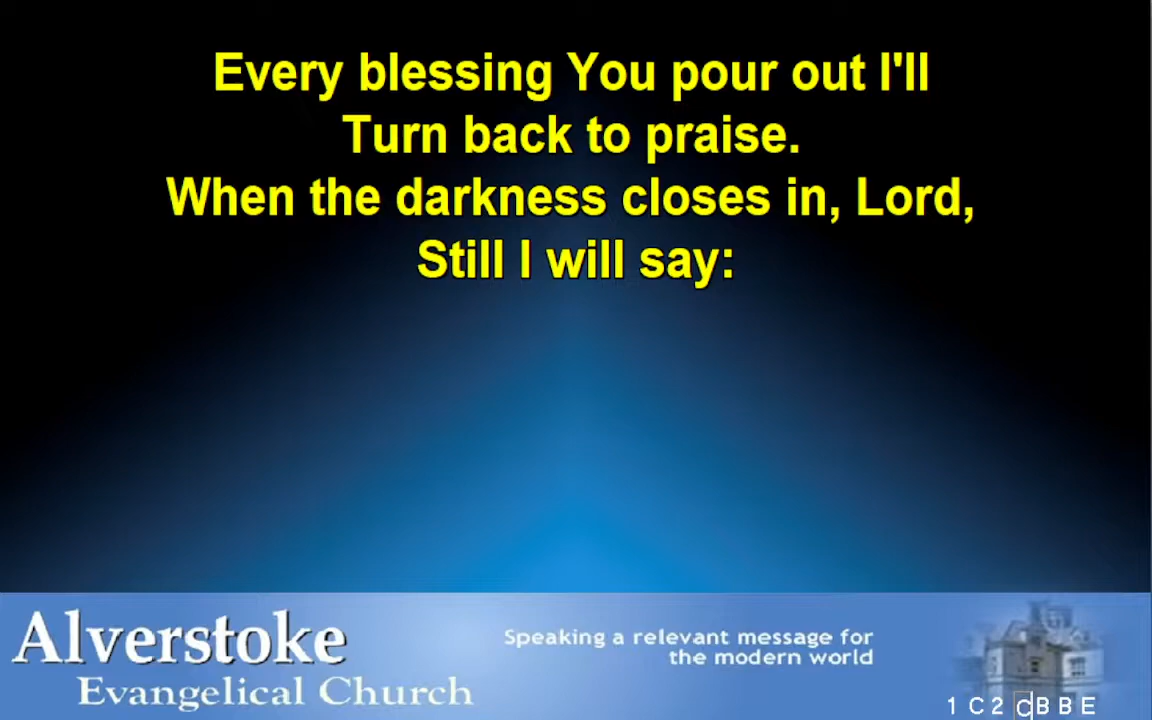 Every blessing You pour out I'll
Turn back to praise.
When the darkness closes in, Lord,
Still I will say:
Alverstoke
Evangelical Church
Speaking a relevant message for
the modern world
1 C 2 C B B E